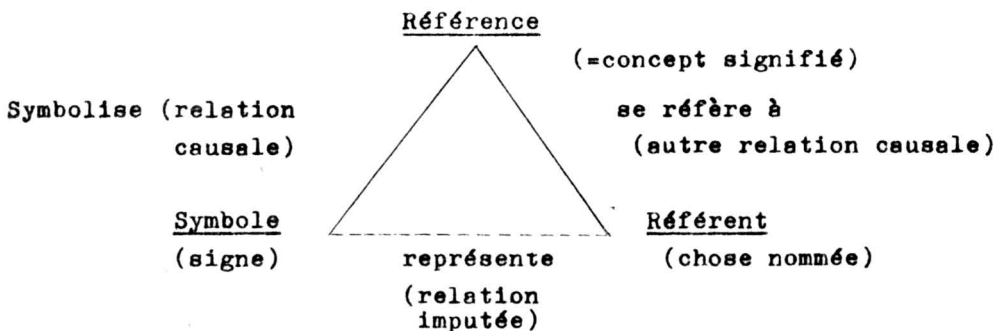 Référence
(=concept signifié)
Symbolise (relation
causale)
se réfère à
(autre relation causale)
Symbole
(signe)
représente
(relation
imputée)
Référent
(chose nommée)